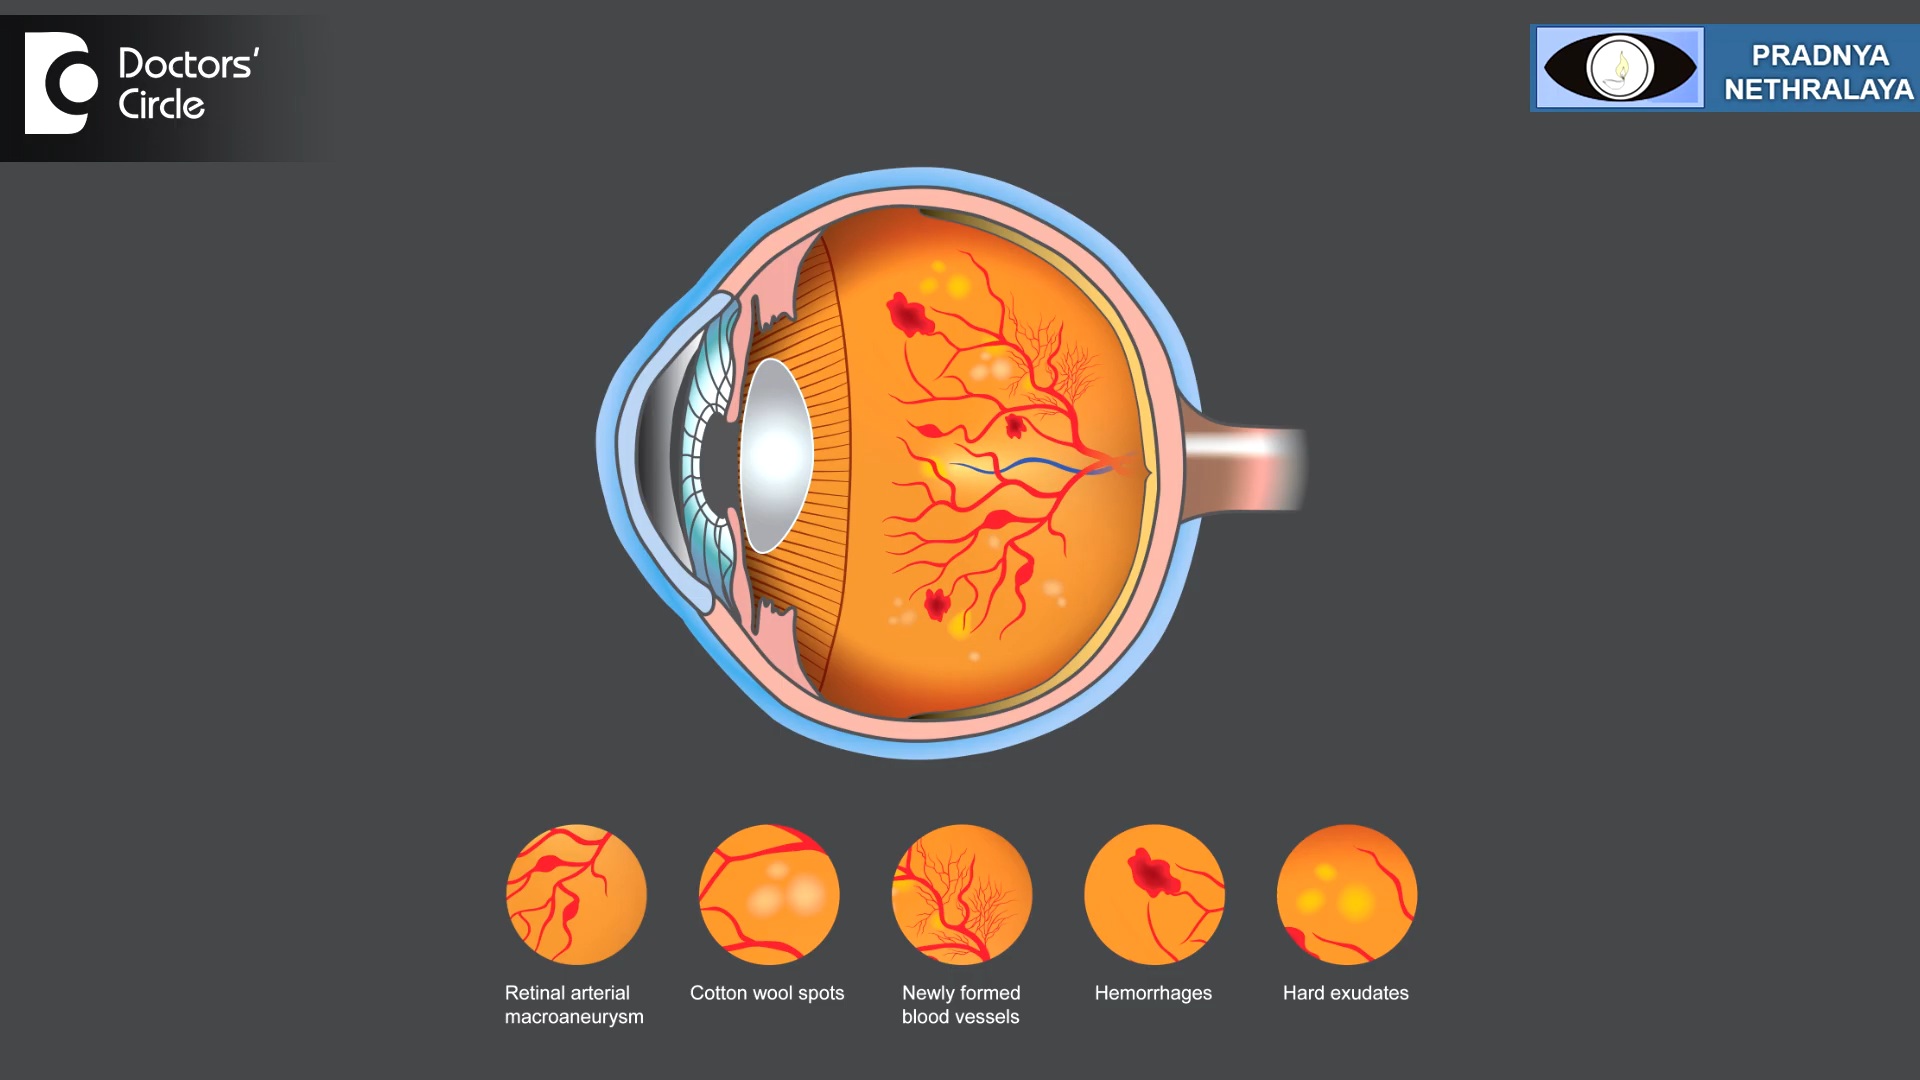 Doctors'
Circle
PRADNYA
NETHRALAYA
Retinal arterial
macroaneurysm
Cotton wool spots
Newly formed
blood vessels
Hemorrhages
Hard exudates